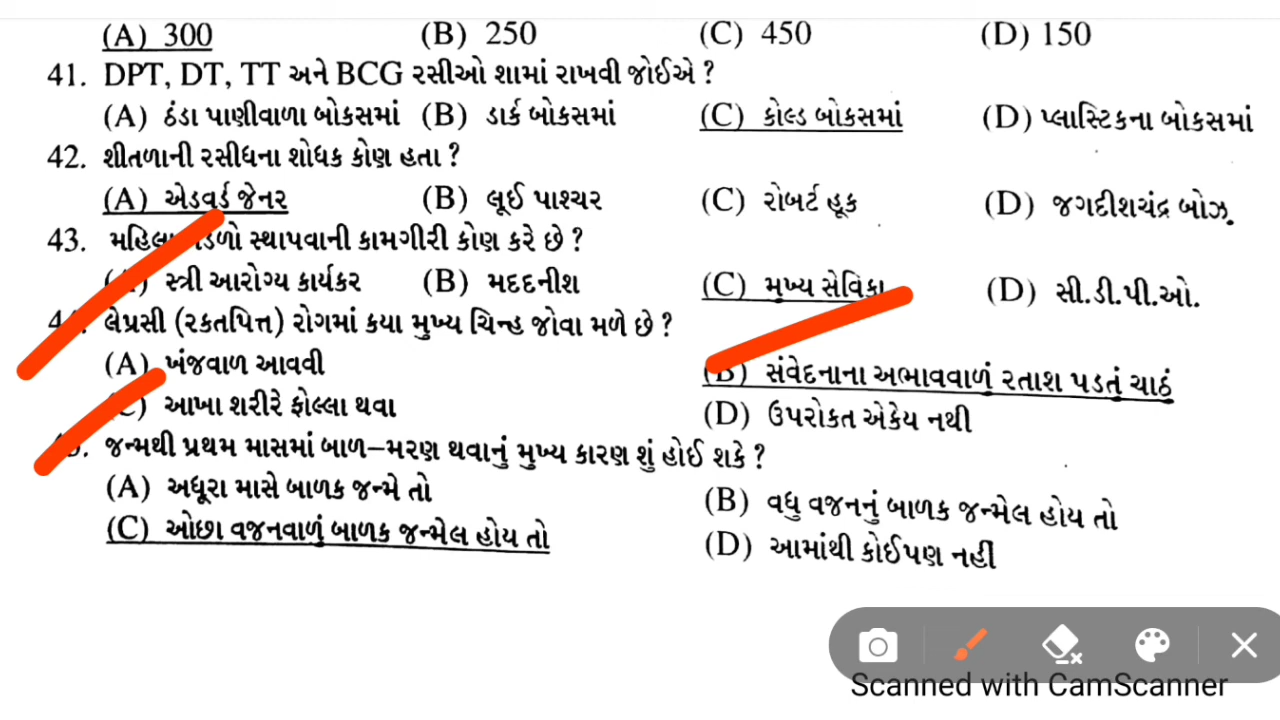 (A) 300 (B) 250 (C) 450 (D) 150
41. DPT, DT, TT અને BCG રસીઓ શામાં રાખવી જોઈએ ?
(A) ઠંડા પાણીવાળા બોકસમાં (B) ડાર્ક બોકસમાં (C) કોલ્ડ બોકસમાં (D) પ્લાસ્ટિકના બોકસમાં
42. શીતળાની રસીધના શોધક કોણ હતા ?
(A) એડવર્ડ જેનર (B) લૂઈ પાશ્ચર (C) રોબર્ટ હૂક (D) જગદીશચંદ્ર બોઝ
43. સ્થાપવાની કામગીરી કોણ કરે છે ?
સ્ત્રી આરોગ્ય કાર્યકર (B) મદદનીશ (C) મુખ્ય સેવિકા (D) સી.ડી.પી.ઓ.
લેપ્રસી (રકતપિત્ત) રોગમાં કયા મુખ્ય ચિન્હ જોવા મળે છે ?
(A) ખંજવાળ આવવી (B) સંવેદનાના અભાવવાળું રતાશ પડતું ચાઠું
આખા શરીરે ફોલ્લા થવા (D) ઉપરોકત એકેય નથી
જન્મથી પ્રથમ માસમાં બાળ-મરણ થવાનું મુખ્ય કારણ શું હોઈ શકે ?
(A) અધૂરા માસે બાળક જન્મે તો (B) વધુ વજનનું બાળક જન્મેલ હોય તો
(C) ઓછા વજનવાળું બાળક જન્મેલ હોય તો (D) આમાંથી કોઈપણ નહીં
Scanned with CamScanner